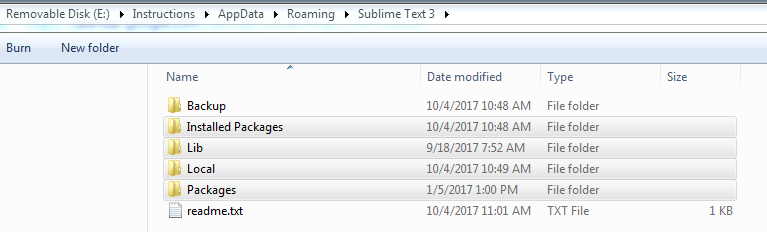 Removable Disk (E:) Instructions AppData Roaming Sublime Text 3
Burn New folder
Name Date modified Type Size
Backup 10/4/2017 10:48 AM File folder
Installed Packages 10/4/2017 10:48 AM File folder
Lib 9/18/2017 7:52 AM File folder
Local 10/4/2017 10:49 AM File folder
Packages 1/5/2017 1:00 PM File folder
readme.txt 10/4/2017 11:01 AM TXT File 1 KB